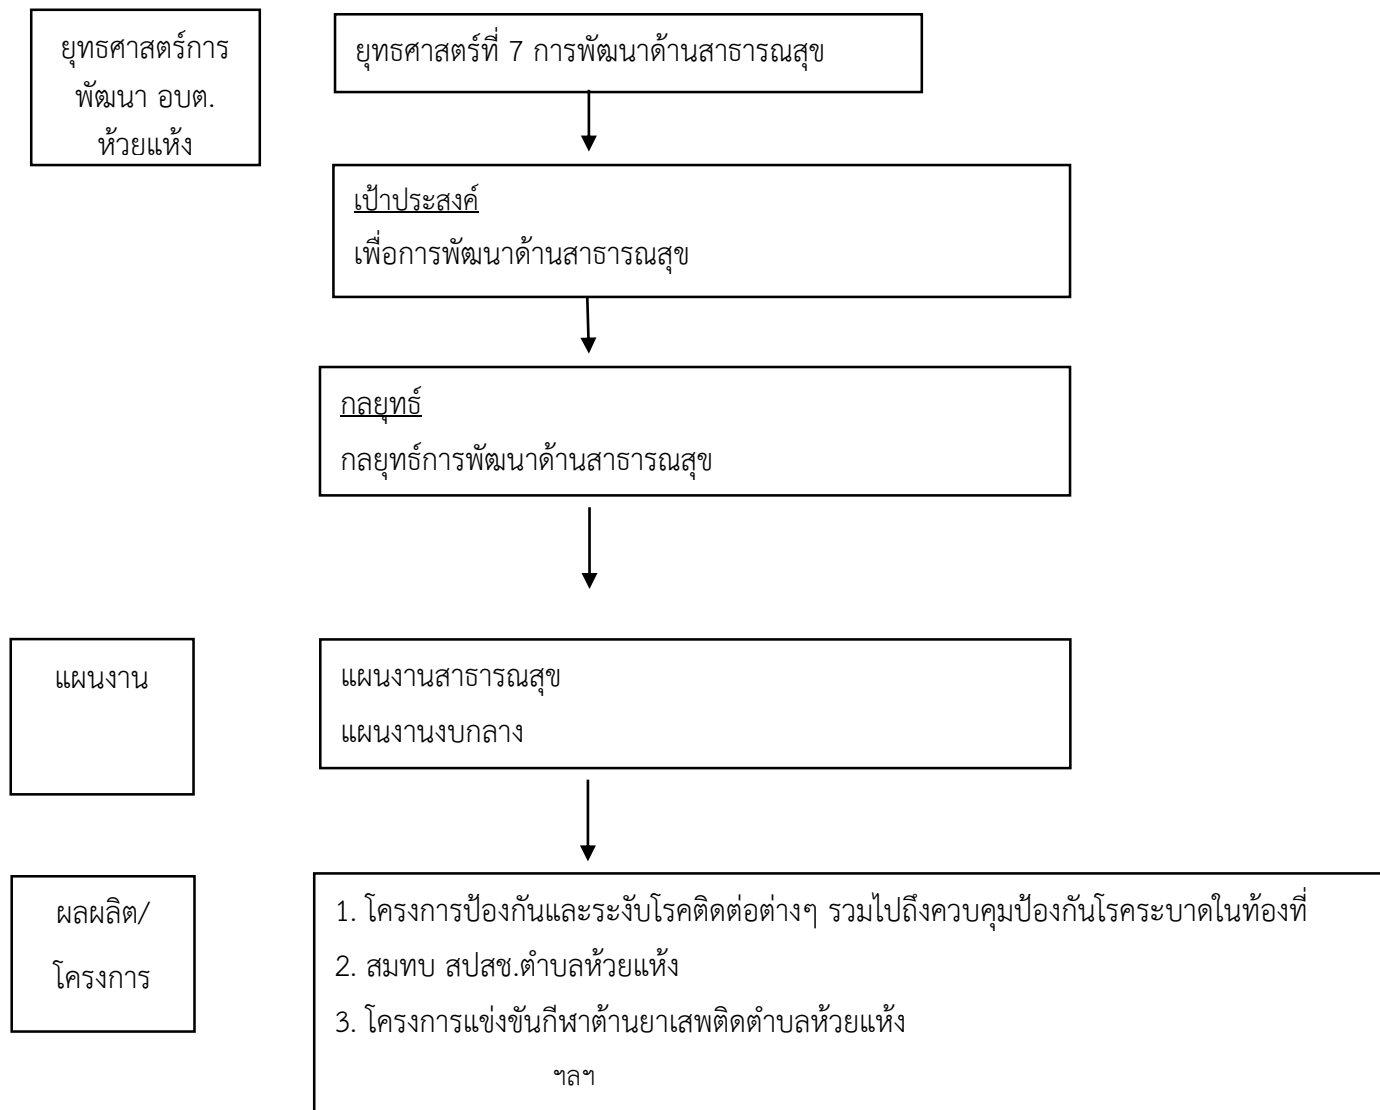 ยุทธศาสตร์การ
พัฒนา อบต.
ห้วยแห้ง
ยุทธศาสตร์ที่ 7 การพัฒนาด้านสาธารณสุข
เป้าประสงค์
เพื่อการพัฒนาด้านสาธารณสุข
กลยุทธ์
กลยุทธ์การพัฒนาด้านสาธารณสุข
แผนงาน
แผนงานสาธารณสุข
แผนงานงบกลาง
ผลผลิต/
โครงการ
1. โครงการป้องกันและระงับโรคติดต่อต่างๆ รวมไปถึงควบคุมป้องกันโรคระบาดในท้องที่
2. สมทบ สปสช.ตำบลห้วยแห้ง
3. โครงการแข่งขันกีฬาต้านยาเสพติดตำบลห้วยแห้ง
ฯลฯ